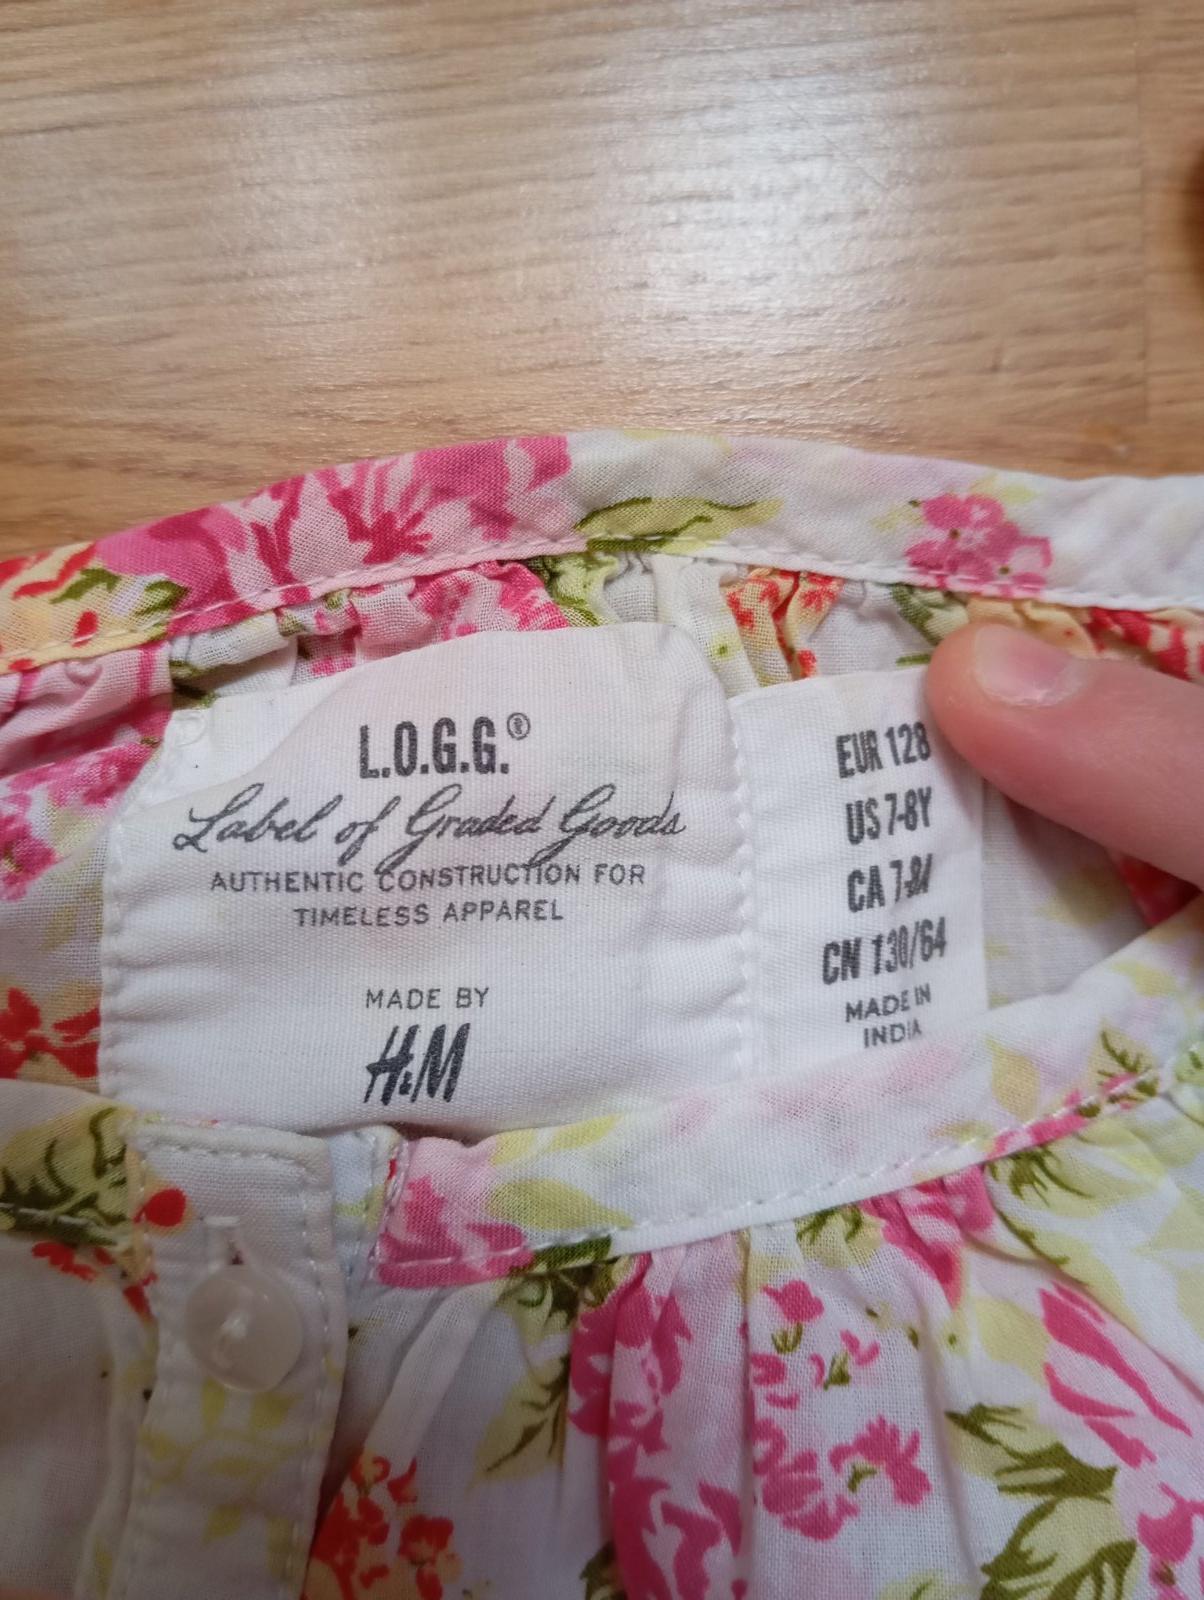 L.O.G.G.®
Label of Graded Goods
AUTHENTIC CONSTRUCTION FOR
TIMELESS APPAREL
MADE BY
H&M
EUR 128
US 7-8Y
CA 7-8A
CN 130/64
MADE IN
INDIA